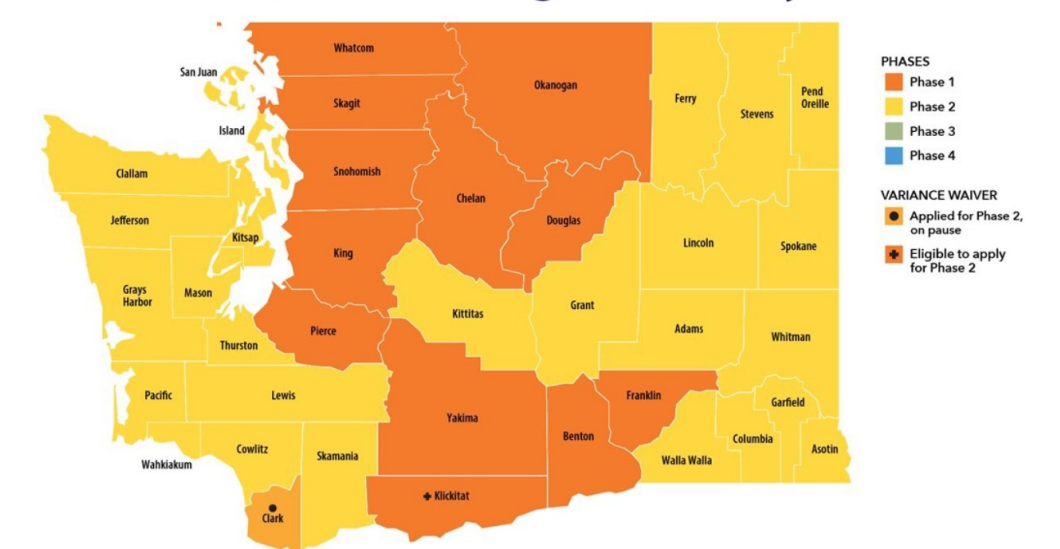 Whatcom
San Juan
Skagit
Okanogan
Ferry
Stevens
Pend
Oreille
Island
Snohomish
Clallam
Chelan
Jefferson
Douglas
Kitsap
King
Lincoln
Spokane
Grays
Harbor
Mason
Kittitas
Grant
Pierce
Adams
Whitman
Thurston
Pacific
Lewis
Franklin
Garfield
Yakima
Benton
Columbia
Cowlitz
Skamania
Walla Walla
Asotin
Wahkiakum
Klickitat
Clark
PHASES
Phase 1
Phase 2
Phase 3
Phase 4
VARIANCE WAIVER
Applied for Phase 2,
on pause
Eligible to apply
for Phase 2